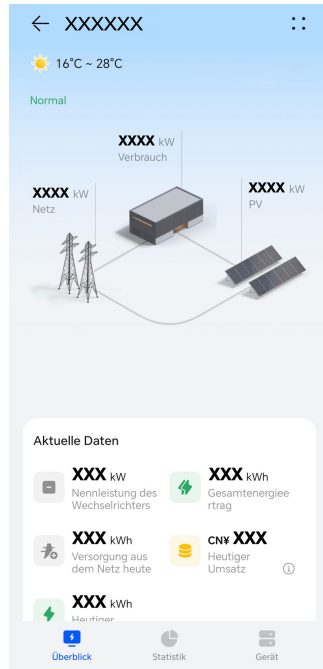 XXXXXX
16°C ~ 28°C
Normal
XXXX kW
Verbrauch
XXXX kW
Netz
XXXX kW
PV
Aktuelle Daten
XXX kW
Nennleistung des
Wechselrichters
XXX kWh
Gesamtenergiee
rtrag
XXX kWh
Versorgung aus
dem Netz heute
CN¥ XXX
Heutiger
Umsatz
XXX kWh
Heutiger
Überblick
Statistik
Gerät